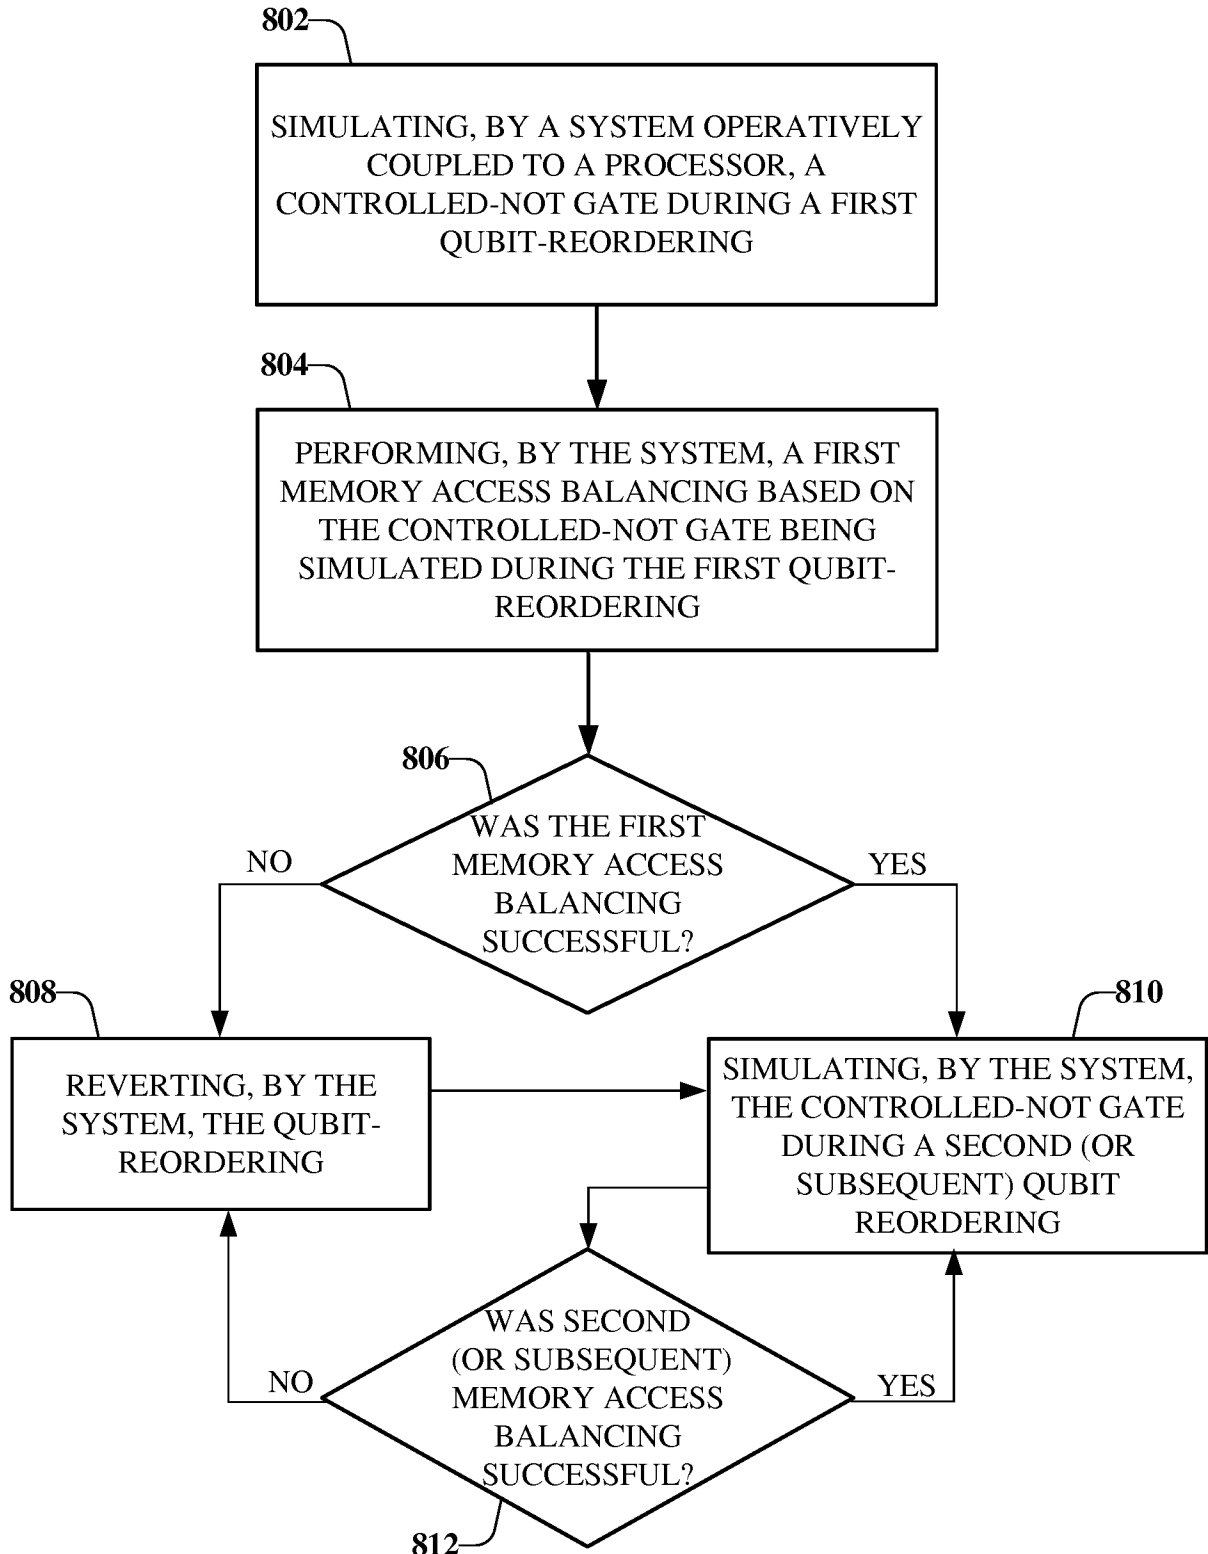 802
SIMULATING, BY A SYSTEM OPERATIVELY
COUPLED TO A PROCESSOR, A
CONTROLLED-NOT GATE DURING A FIRST
QUBIT-REORDERING
804
PERFORMING, BY THE SYSTEM, A FIRST
MEMORY ACCESS BALANCING BASED ON
THE CONTROLLED-NOT GATE BEING
SIMULATED DURING THE FIRST QUBIT-
REORDERING
806
WAS THE FIRST
MEMORY ACCESS
BALANCING
SUCCESSFUL?
NO
YES
808
REVERTING, BY THE
SYSTEM, THE QUBIT-
REORDERING
810
SIMULATING, BY THE SYSTEM,
THE CONTROLLED-NOT GATE
DURING A SECOND (OR
SUBSEQUENT) QUBIT
REORDERING
WAS SECOND
(OR SUBSEQUENT)
MEMORY ACCESS
BALANCING
SUCCESSFUL?
NO
YES
812